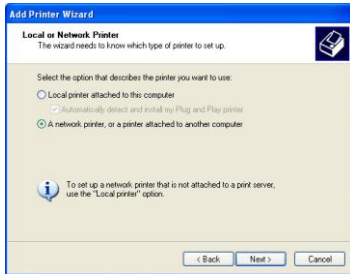 Add Printer Wizard
Local or Network Printer
The wizard needs to know which type of printer to set up.
Select the option that describes the printer you want to use:
Local printer attached to this computer
Automatically detect and install my Plug and Play printer
A network printer, or a printer attached to another computer
To set up a network printer that is not attached to a print server,
use the "Local printer" option.
< Back
Next >
Cancel